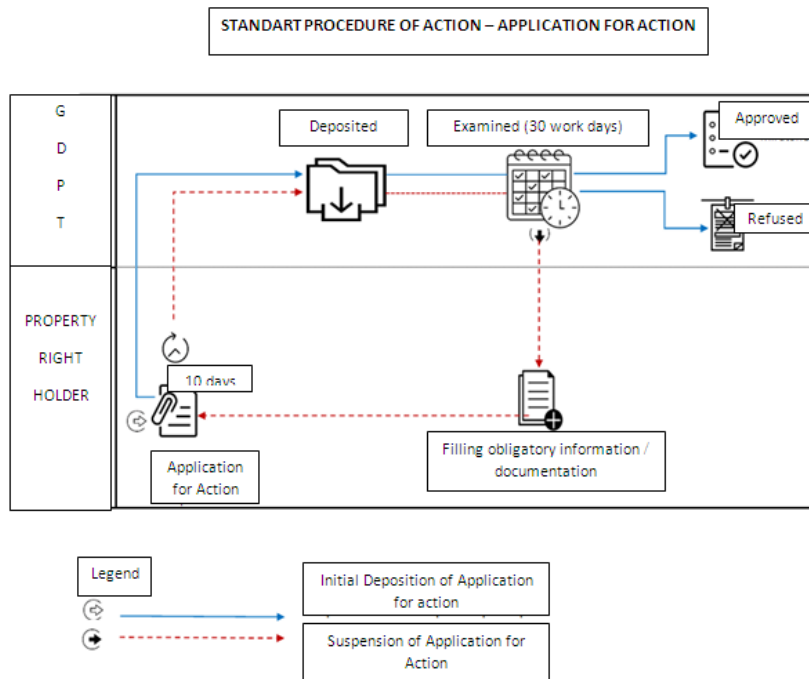 STANDART PROCEDURE OF ACTION – APPLICATION FOR ACTION
G
D
P
T
Deposited
Examined (30 work days)
Approved
Refused
PROPERTY
RIGHT
HOLDER
10 days
Application
for Action
Filling obligatory information /
documentation
Legend
Initial Deposition of Application
for action
Suspension of Application for
Action